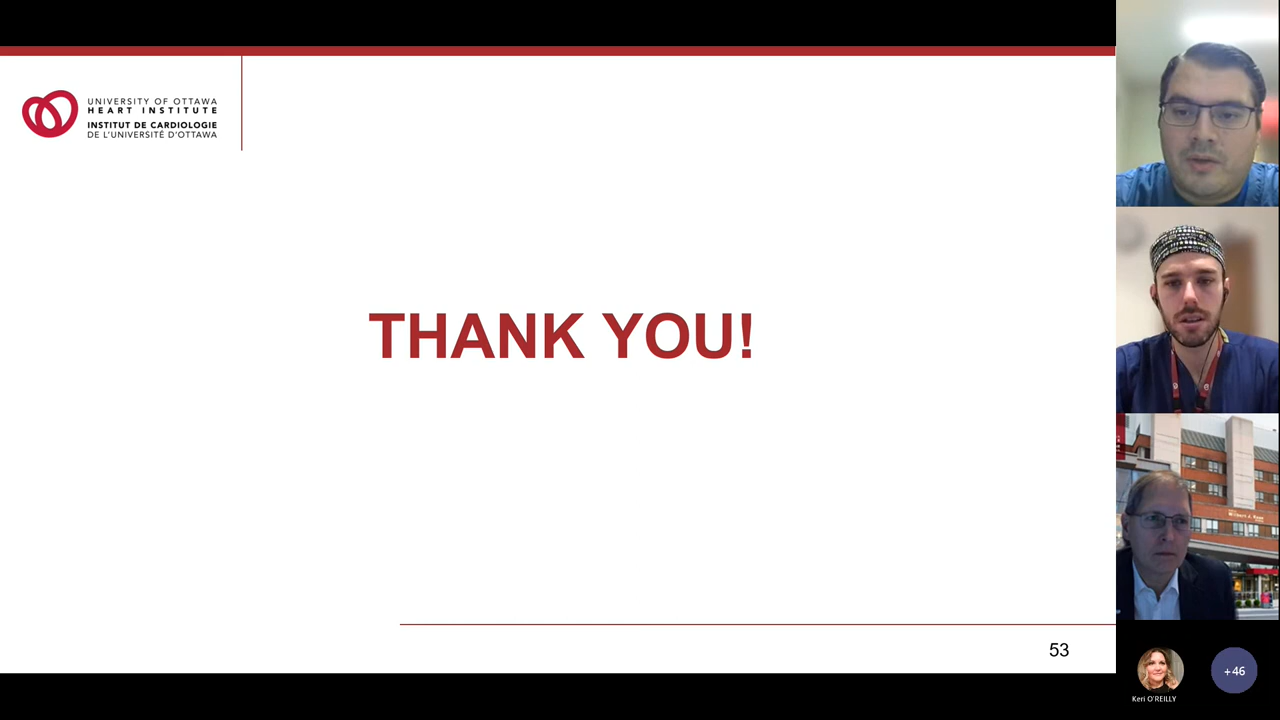 UNIVERSITY OF OTTAWA
HEART INSTITUTE
INSTITUT DE CARDIOLOGIE
DE L'UNIVERSITÉ D'OTTAWA
THANK YOU!
53
Keri O'REILLY
+46